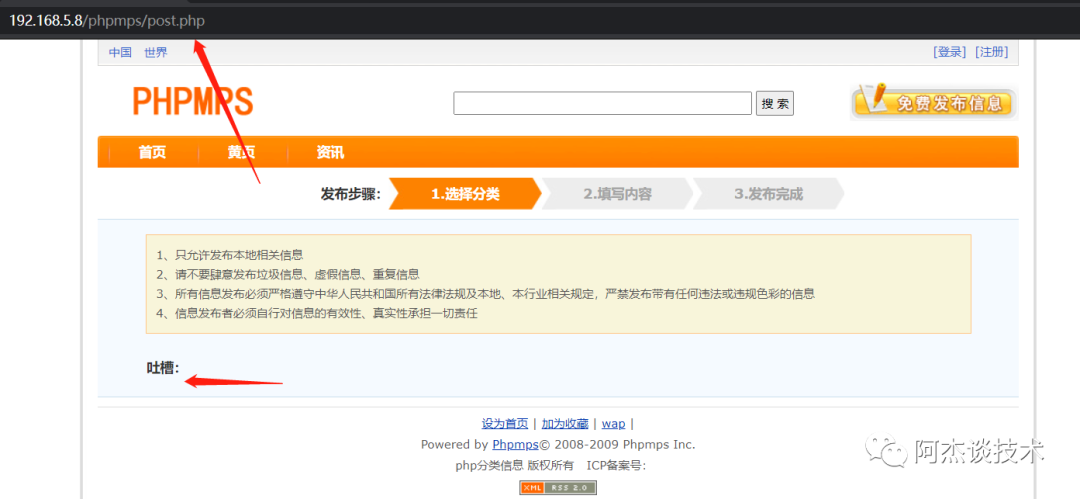 192.168.5.8/phpmps/post.php
中国 世界 [登录] [注册]
PHPMPS 搜 索 免费发布信息
首页 黄页 资讯
发布步骤： 1.选择分类 2.填写内容 3.发布完成
1、只允许发布本地相关信息
2、请不要肆意发布垃圾信息、虚假信息、重复信息
3、所有信息发布必须严格遵守中华人民共和国所有法律法规及本地、本行业相关规定，严禁发布带有任何违法或违规色彩的信息
4、信息发布者必须自行对信息的有效性、真实性承担一切责任
吐槽：
设为首页 | 加为收藏 | wap |
Powered by Phpmps© 2008-2009 Phpmps Inc.
php分类信息 版权所有 ICP备案号:
XML RSS 2.0
阿杰谈技术